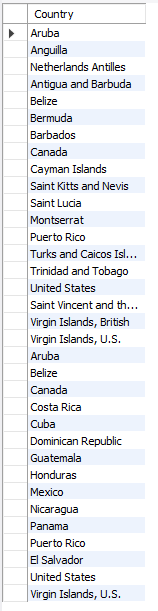 Country
Aruba
Anguilla
Netherlands Antilles
Antigua and Barbuda
Belize
Bermuda
Barbados
Canada
Cayman Islands
Saint Kitts and Nevis
Saint Lucia
Montserrat
Puerto Rico
Turks and Caicos Isl...
Trinidad and Tobago
United States
Saint Vincent and th...
Virgin Islands, British
Virgin Islands, U.S.
Aruba
Belize
Canada
Costa Rica
Cuba
Dominican Republic
Guatemala
Honduras
Mexico
Nicaragua
Panama
Puerto Rico
El Salvador
United States
Virgin Islands, U.S.